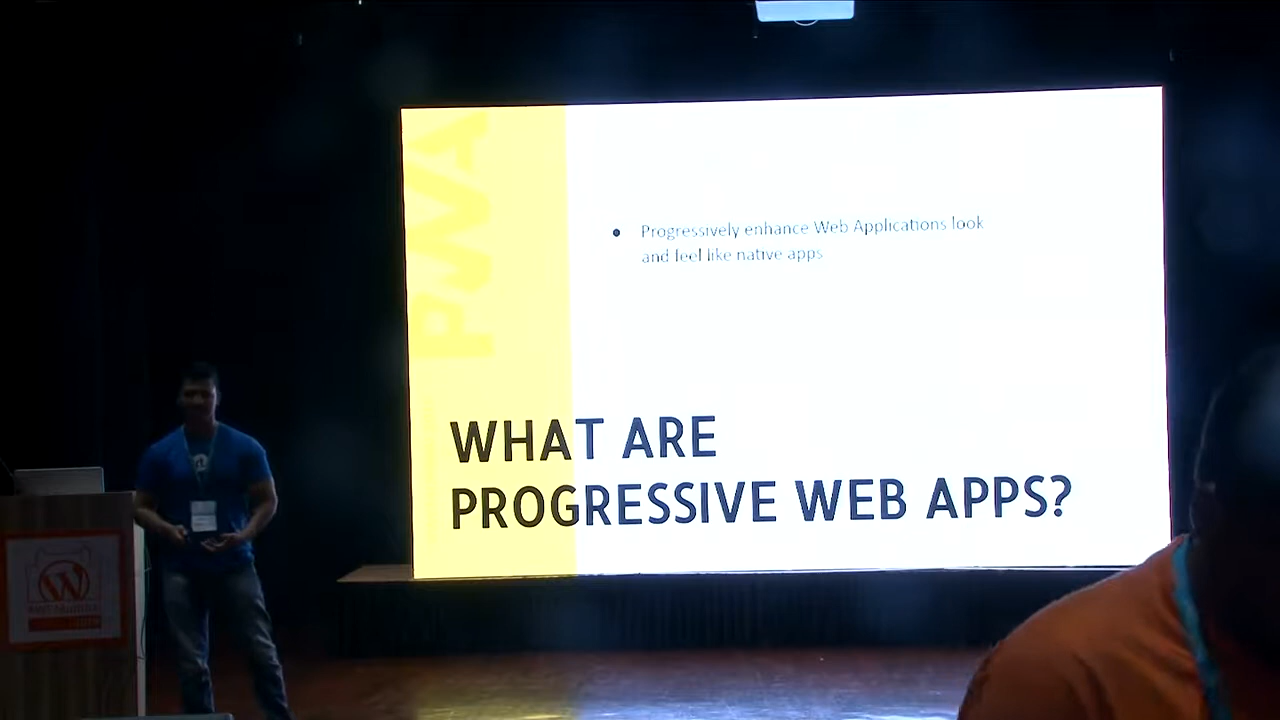 PWA
Progressively enhance Web Applications look
and feel like native apps
WHAT ARE
PROGRESSIVE WEB APPS?